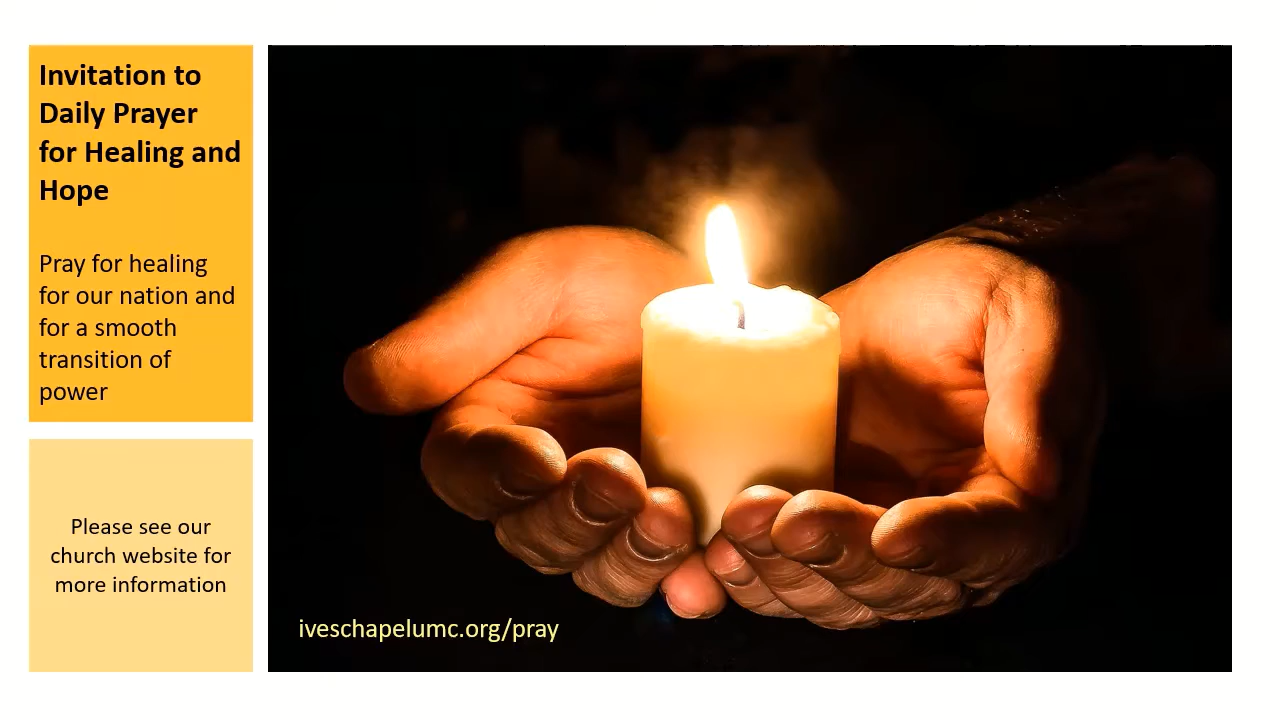 Invitation to
Daily Prayer
for Healing and
Hope
Pray for healing
for our nation and
for a smooth
transition of
power
Please see our
church website for
more information
iveschapelumc.org/pray